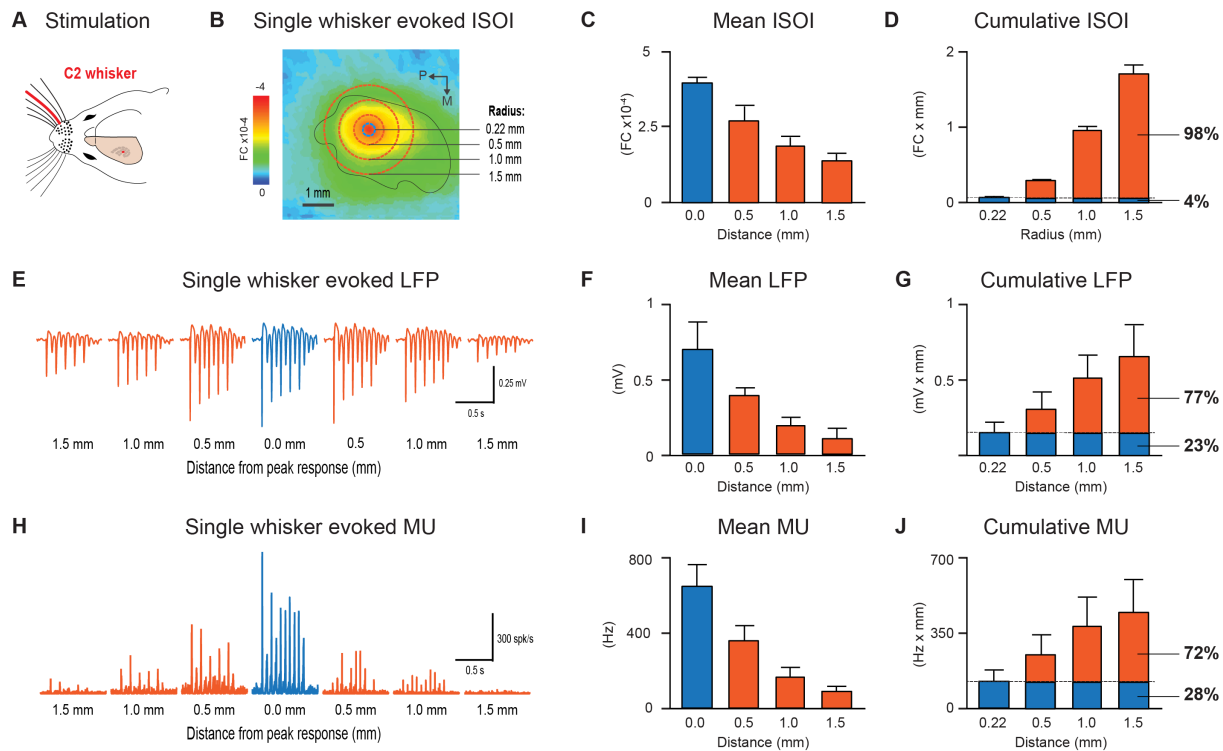 A Stimulation
C2 whisker
B Single whisker evoked ISOI
-4
FC x10-4
0
P
M
Radius:
0.22 mm
0.5 mm
1.0 mm
1.5 mm
1 mm
C Mean ISOI
5
2.5
0
(FC x10-4)
0.0 0.5 1.0 1.5
Distance (mm)
D Cumulative ISOI
2
1
0
(FC x mm)
98%
4%
0.22 0.5 1.0 1.5
Radius (mm)
E Single whisker evoked LFP
0.25 mV
0.5 s
1.5 mm 1.0 mm 0.5 mm 0.0 mm 0.5 1.0 mm 1.5 mm
Distance from peak response (mm)
F Mean LFP
1
0.5
0
(mV)
0.0 0.5 1.0 1.5
Distance (mm)
G Cumulative LFP
1
0.5
0
(mV x mm)
77%
23%
0.22 0.5 1.0 1.5
Distance (mm)
H Single whisker evoked MU
300 spk/s
0.5 s
1.5 mm 1.0 mm 0.5 mm 0.0 mm 0.5 mm 1.0 mm 1.5 mm
Distance from peak response (mm)
I Mean MU
800
400
0
(Hz)
0.0 0.5 1.0 1.5
Distance (mm)
J Cumulative MU
700
350
0
(Hz x mm)
72%
28%
0.22 0.5 1.0 1.5
Distance (mm)